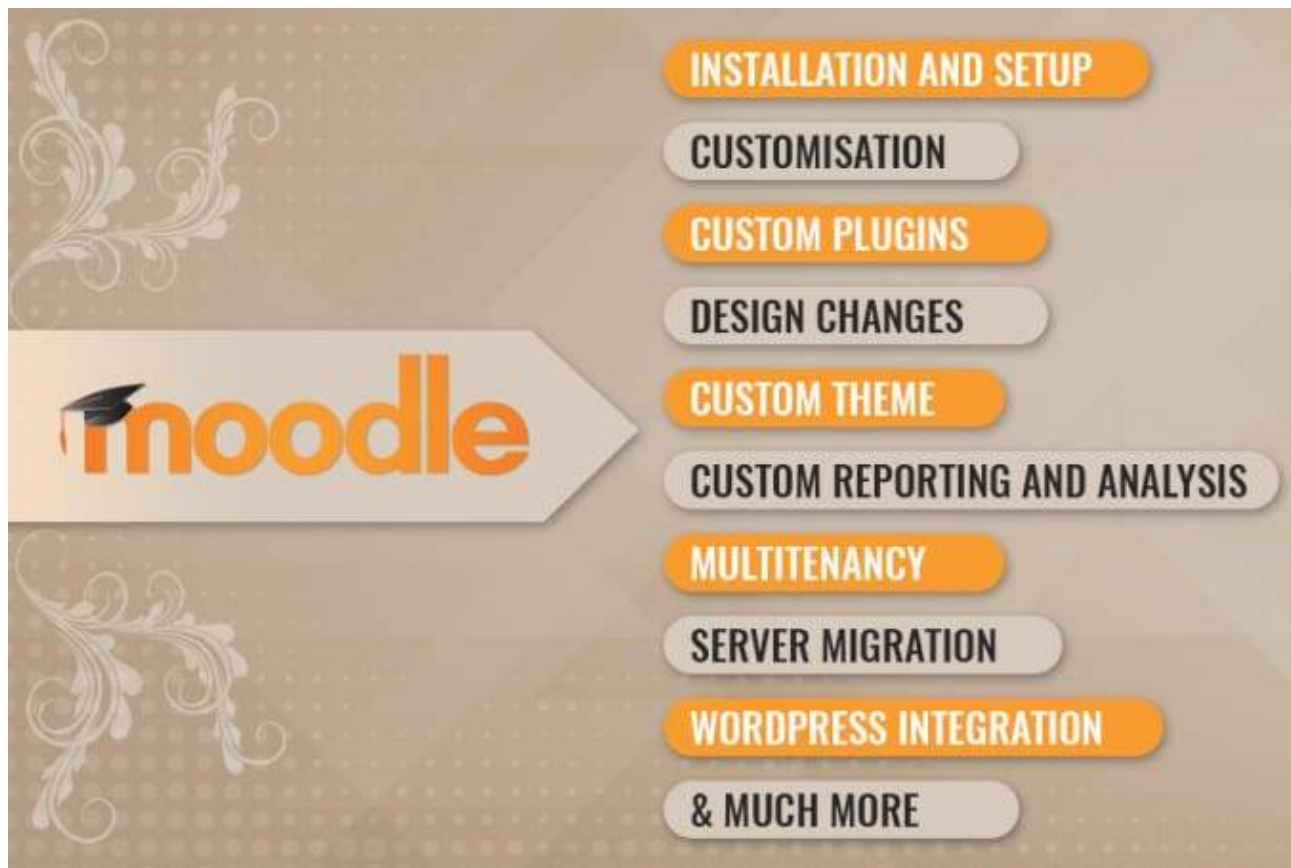 moodle
INSTALLATION AND SETUP
CUSTOMISATION
CUSTOM PLUGINS
DESIGN CHANGES
CUSTOM THEME
CUSTOM REPORTING AND ANALYSIS
MULTITENANCY
SERVER MIGRATION
WORDPRESS INTEGRATION
& MUCH MORE